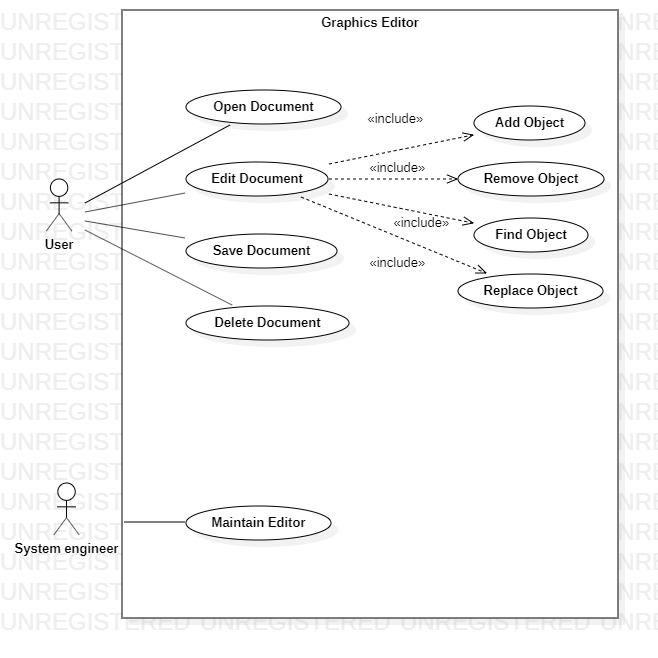 Graphics Editor
Open Document
«include»
Add Object
Edit Document
«include»
Remove Object
User
Save Document
«include»
Find Object
«include»
Replace Object
Delete Document
System engineer
Maintain Editor
UNREGISTERED UNREGISTERED UNREGISTERED